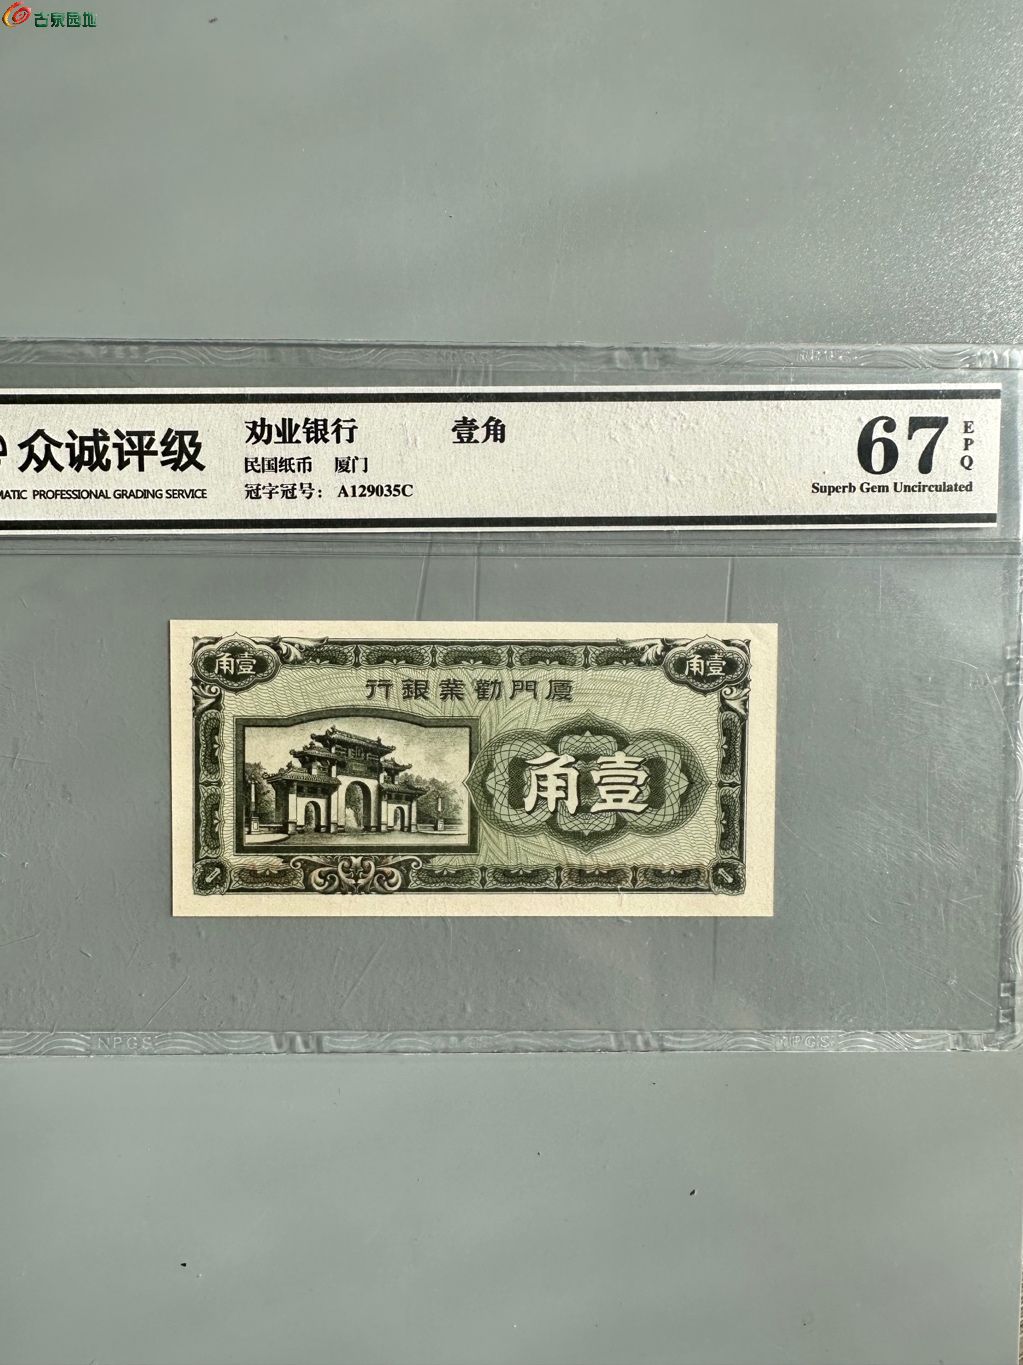 古泉园地
众诚评级
MATIC PROFESSIONAL GRADING SERVICE
劝业银行 壹角
民国纸币 厦门
冠字冠号： A129035C
67
EPQ
Superb Gem Uncirculated
角壹
角壹
行銀業勸門廈
角壹
NPGS
NPGS